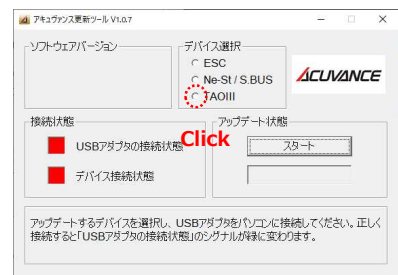 アキュヴァンス更新ツール V1.0.7
ソフトウェアバージョン
デバイス選択
ESC
Ne-St / S.BUS
TAOIII
ACUVANCE
接続状態
USBアダプタの接続状態
デバイス接続状態
Click
アップデート状態
スタート
アップデートするデバイスを選択し、USBアダプタをパソコンに接続してください。正しく
接続すると「USBアダプタの接続状態」のシグナルが緑に変わります。